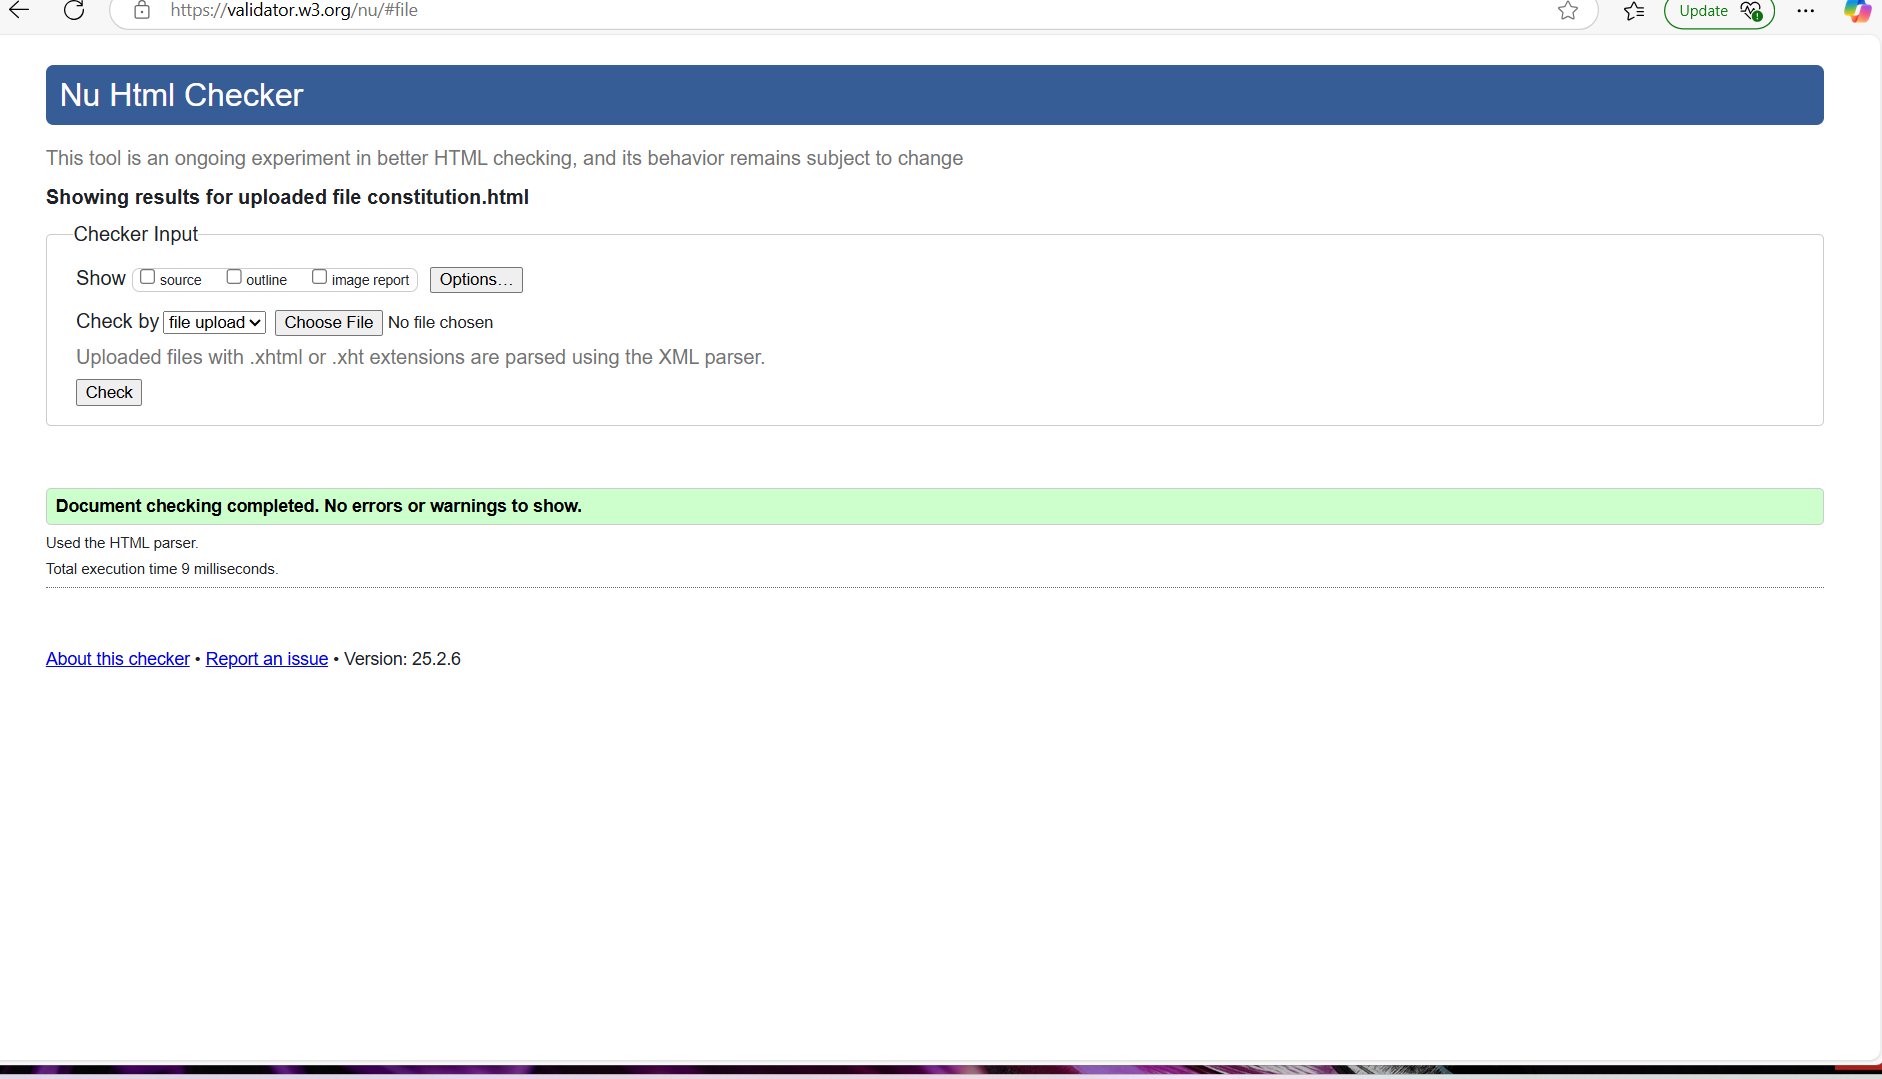 https://validator.w3.org/nu/#file
Update
Nu Html Checker
This tool is an ongoing experiment in better HTML checking, and its behavior remains subject to change
Showing results for uploaded file constitution.html
Checker Input
Show source outline image report Options…
Check by file upload Choose File No file chosen
Uploaded files with .xhtml or .xht extensions are parsed using the XML parser.
Check
Document checking completed. No errors or warnings to show.
Used the HTML parser.
Total execution time 9 milliseconds.
About this checker • Report an issue • Version: 25.2.6